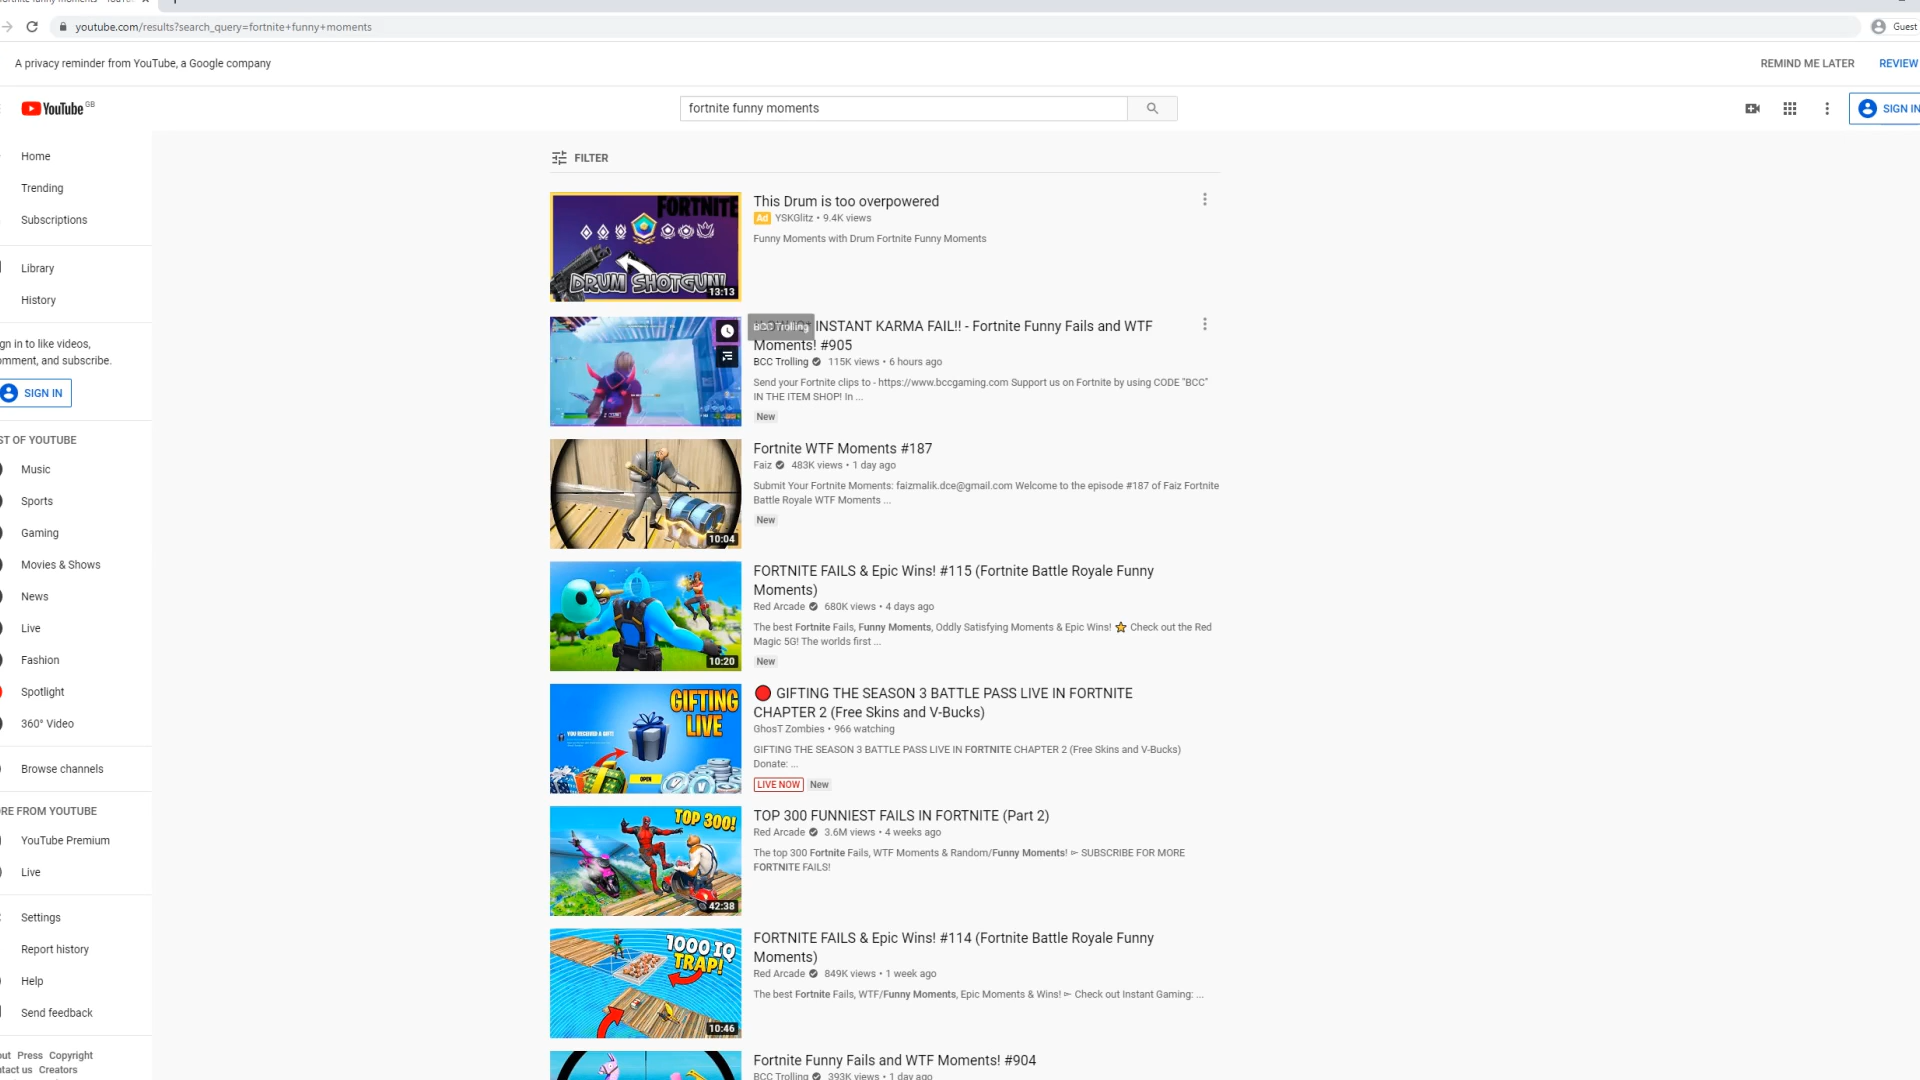 youtube.com/results?search_query=fortnite+funny+moments
Guest
A privacy reminder from YouTube, a Google company
REMIND ME LATER
REVIEW
YouTube GB
fortnite funny moments
SIGN IN
Home
Trending
Subscriptions
Library
History
gn in to like videos,
omment, and subscribe.
SIGN IN
ST OF YOUTUBE
Music
Sports
Gaming
Movies & Shows
News
Live
Fashion
Spotlight
360° Video
Browse channels
RE FROM YOUTUBE
YouTube Premium
Live
Settings
Report history
Help
Send feedback
out Press Copyright
ntact us Creators
FILTER
FORTNITE
DRUM SHOTGUN!
13:13
This Drum is too overpowered
Ad YSKGlitz • 9.4K views
Funny Moments with Drum Fortnite Funny Moments
BCC Trolling
INSTANT KARMA FAIL!! - Fortnite Funny Fails and WTF
Moments! #905
BCC Trolling 115K views • 6 hours ago
Send your Fortnite clips to - https://www.bccgaming.com Support us on Fortnite by using CODE "BCC"
IN THE ITEM SHOP! In ...
New
10:04
Fortnite WTF Moments #187
Faiz 483K views • 1 day ago
Submit Your Fortnite Moments: faizmalik.dce@gmail.com Welcome to the episode #187 of Faiz Fortnite
Battle Royale WTF Moments ...
New
10:20
FORTNITE FAILS & Epic Wins! #115 (Fortnite Battle Royale Funny
Moments)
Red Arcade 680K views • 4 days ago
The best Fortnite Fails, Funny Moments, Oddly Satisfying Moments & Epic Wins! ⭐ Check out the Red
Magic 5G! The worlds first ...
New
GIFTING
LIVE
YOU RECEIVED A GIFT!
OPEN
🔴 GIFTING THE SEASON 3 BATTLE PASS LIVE IN FORTNITE
CHAPTER 2 (Free Skins and V-Bucks)
GhosT Zombies • 966 watching
GIFTING THE SEASON 3 BATTLE PASS LIVE IN FORTNITE CHAPTER 2 (Free Skins and V-Bucks)
Donate: ...
LIVE NOW New
TOP 300!
42:38
TOP 300 FUNNIEST FAILS IN FORTNITE (Part 2)
Red Arcade 3.6M views • 4 weeks ago
The top 300 Fortnite Fails, WTF Moments & Random/Funny Moments! ➳ SUBSCRIBE FOR MORE
FORTNITE FAILS!
1000 IQ
TRAP!
10:46
FORTNITE FAILS & Epic Wins! #114 (Fortnite Battle Royale Funny
Moments)
Red Arcade 849K views • 1 week ago
The best Fortnite Fails, WTF/Funny Moments, Epic Moments & Wins! ➳ Check out Instant Gaming: ...
Fortnite Funny Fails and WTF Moments! #904
BCC Trolling 393K views • 1 day ago